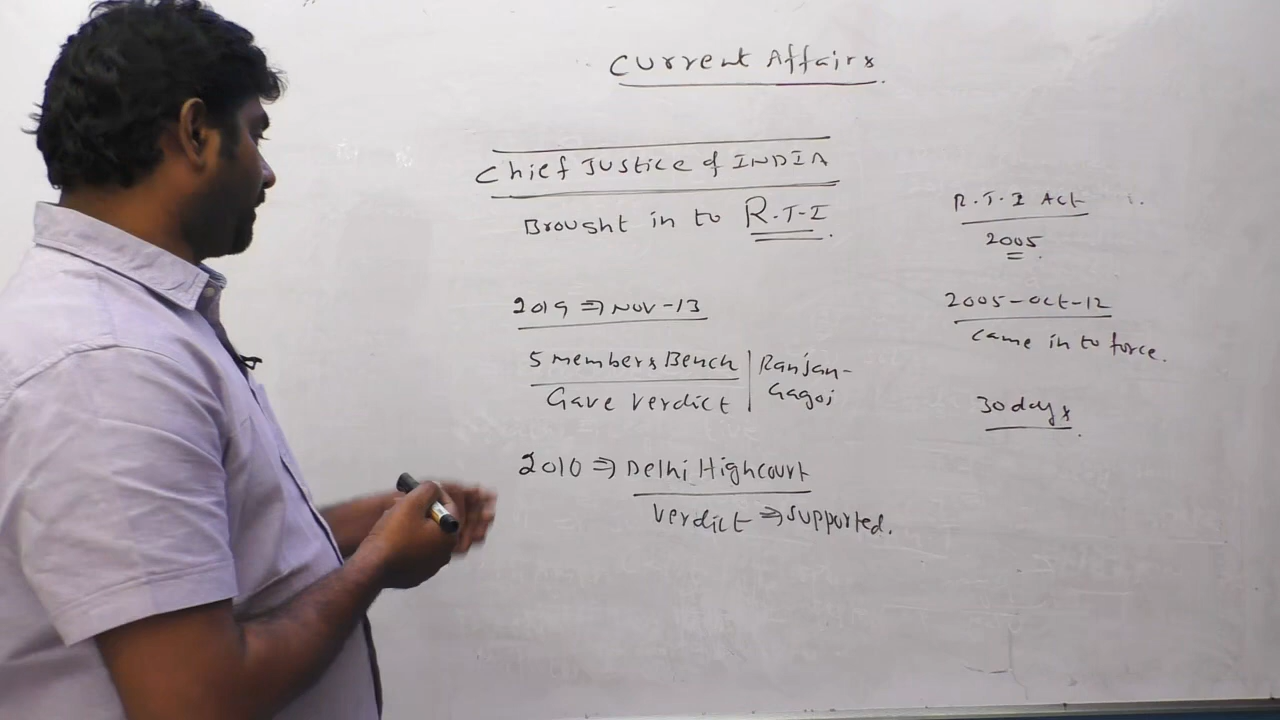 Current Affairs.
Chief Justice of INDIA
Brought in to R.T.I.
2019 ⇒ Nov-13
5 members Bench
Gave verdict
Ranjan-
Gagoi
2010 ⇒ Delhi Highcourt
verdict ⇒ supported.
R.T.I Act
2005.
2005-Oct-12
came in to force.
30 days.